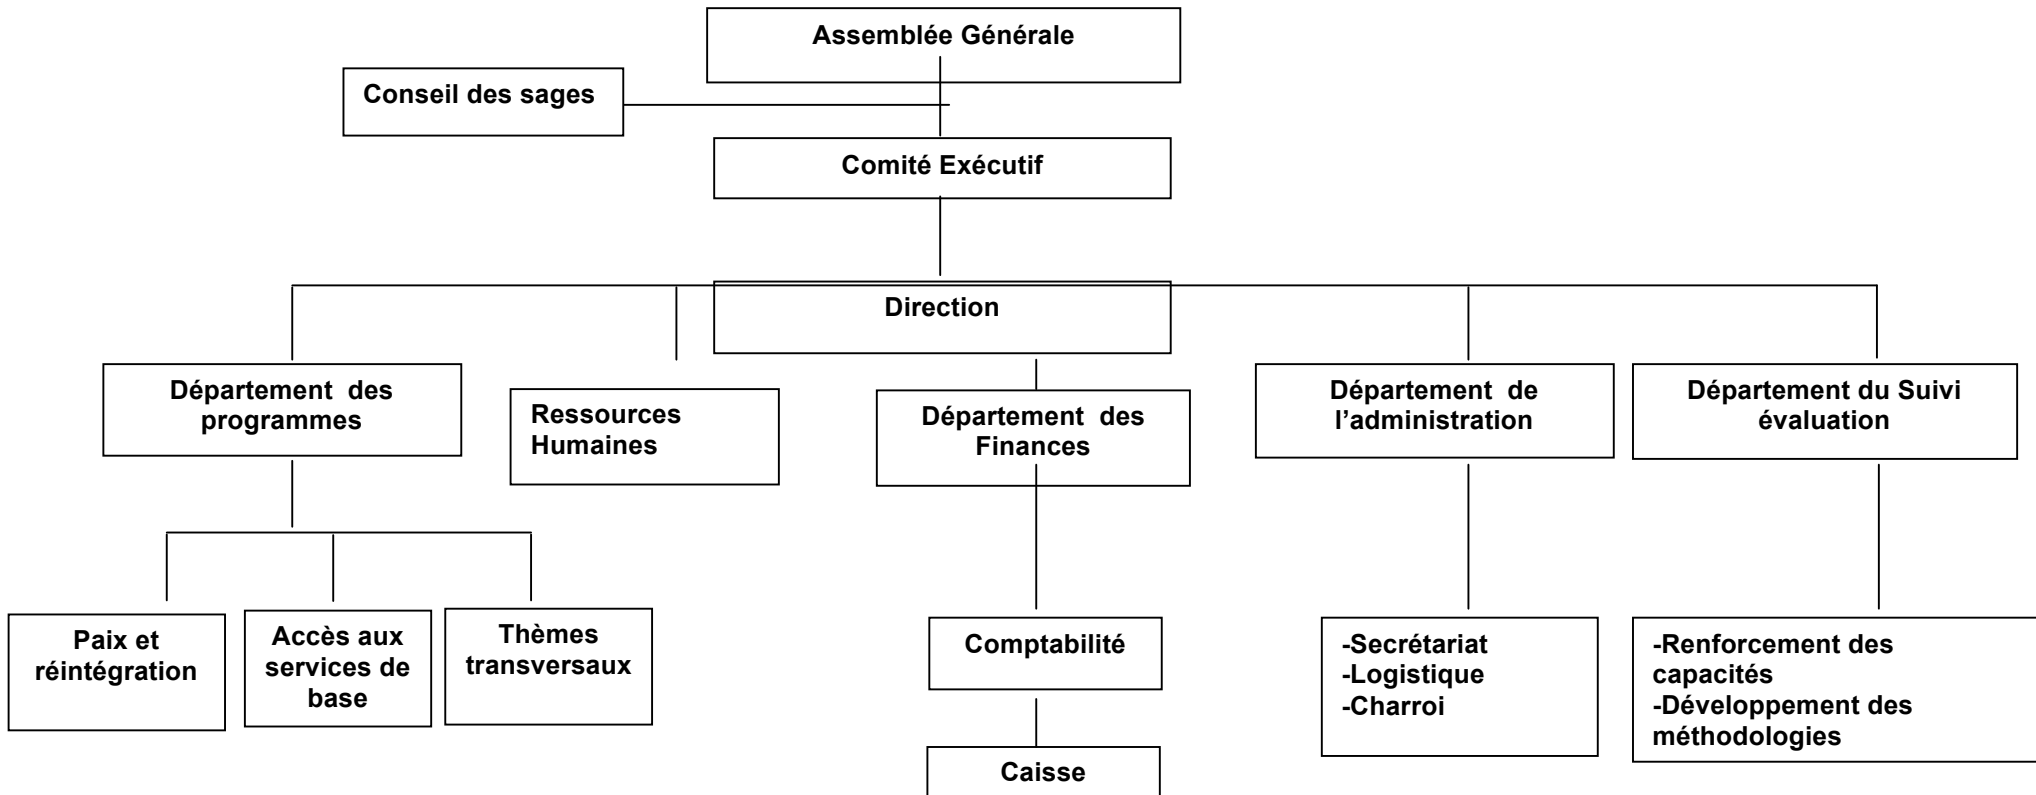 Assemblée Générale
Conseil des sages
Comité Exécutif
Direction
Département des
programmes
Ressources
Humaines
Département des
Finances
Département de
l’administration
Département du Suivi
évaluation
Paix et
réintégration
Accès aux
services de
base
Thèmes
transversaux
Comptabilité
-Secrétariat
-Logistique
-Charroi
-Renforcement des
capacités
-Développement des
méthodologies
Caisse